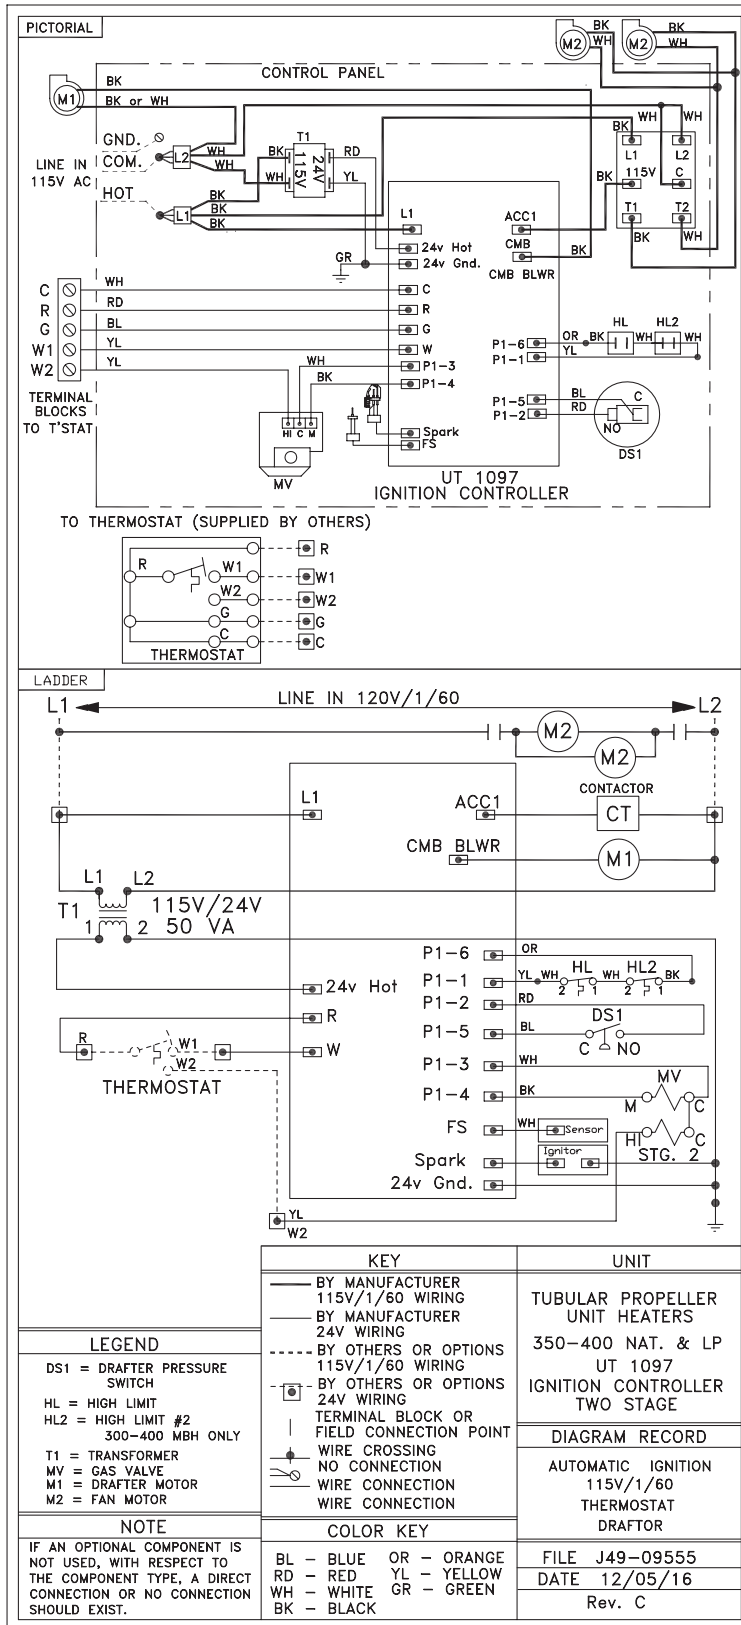 PICTORIAL
BK
WH
M2
M2
BK
WH
CONTROL PANEL
M1
BK
BK or WH
GND.
COM.
LINE IN
115V AC
HOT
L2
WH
WH
L1
BK
BK
BK
T1
BK
WH
115V
24V
RD
YL
GR
WH
WH
BK
L1
L2
115V
C
BK
T1
T2
BK
WH
L1
ACC1
24v Hot
CMB
BK
24v Gnd.
CMB BLWR
C
WH
C
R
RD
R
G
BL
G
W1
YL
W
W2
YL
TERMINAL
BLOCKS
TO T'STAT
WH
P1-3
BK
P1-4
P1-6
OR
BK
HL
WH
HL2
WH
P1-1
YL
P1-5
BL
C
P1-2
RD
NO
DS1
HI C M
MV
Spark
FS
UT 1097
IGNITION CONTROLLER
TO THERMOSTAT (SUPPLIED BY OTHERS)
R
R
W1
W1
W2
W2
G
G
C
C
THERMOSTAT
LADDER
L1
LINE IN 120V/1/60
L2
M2
M2
CONTACTOR
L1
ACC1
CT
CMB BLWR
M1
L1
L2
T1
115V/24V
1
2
50 VA
P1-6
OR
24v Hot
P1-1
YL
WH
HL
WH
HL2
BK
2
1
2
1
P1-2
RD
R
P1-5
BL
DS1
C
NO
R
W1
W
W2
THERMOSTAT
P1-3
WH
P1-4
BK
MV
M
C
FS
WH
Sensor
HI
C
STG. 2
Spark
Ignitor
24v Gnd.
YL
W2
KEY
BY MANUFACTURER
115V/1/60 WIRING
BY MANUFACTURER
24V WIRING
BY OTHERS OR OPTIONS
115V/1/60 WIRING
BY OTHERS OR OPTIONS
24V WIRING
TERMINAL BLOCK OR
FIELD CONNECTION POINT
WIRE CROSSING
NO CONNECTION
WIRE CONNECTION
WIRE CONNECTION
UNIT
TUBULAR PROPELLER
UNIT HEATERS
350-400 NAT. & LP
UT 1097
IGNITION CONTROLLER
TWO STAGE
LEGEND
DS1 = DRAFTER PRESSURE
SWITCH
HL = HIGH LIMIT
HL2 = HIGH LIMIT #2
300-400 MBH ONLY
T1 = TRANSFORMER
MV = GAS VALVE
M1 = DRAFTER MOTOR
M2 = FAN MOTOR
DIAGRAM RECORD
AUTOMATIC IGNITION
115V/1/60
THERMOSTAT
DRAFTOR
NOTE
IF AN OPTIONAL COMPONENT IS
NOT USED, WITH RESPECT TO
THE COMPONENT TYPE, A DIRECT
CONNECTION OR NO CONNECTION
SHOULD EXIST.
COLOR KEY
BL - BLUE OR - ORANGE
RD - RED YL - YELLOW
WH - WHITE GR - GREEN
BK - BLACK
FILE J49-09555
DATE 12/05/16
Rev. C